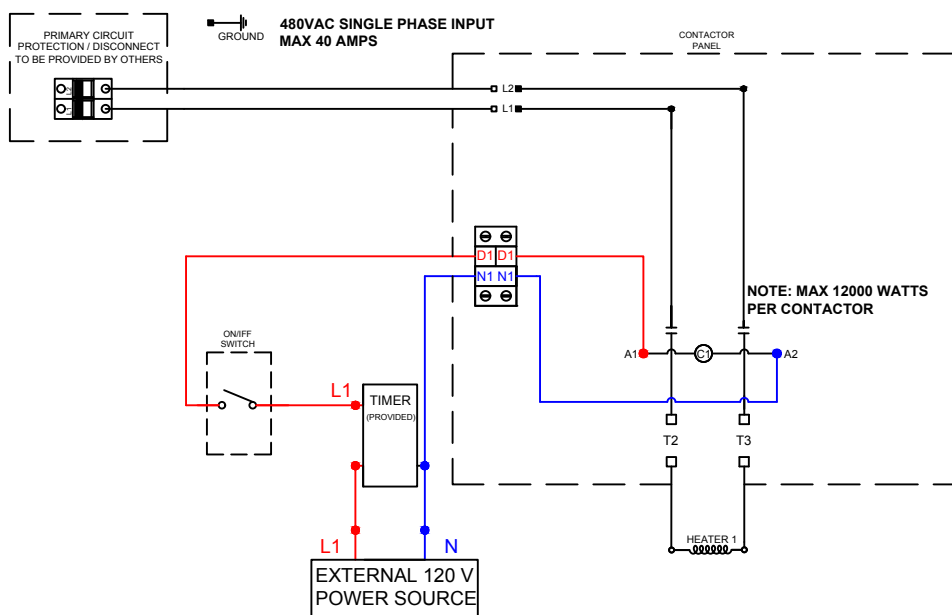 PRIMARY CIRCUIT
PROTECTION / DISCONNECT
TO BE PROVIDED BY OTHERS
GROUND
480VAC SINGLE PHASE INPUT
MAX 40 AMPS
CONTACTOR
PANEL
L2
L1
L2
L1
D1 D1
N1 N1
NOTE: MAX 12000 WATTS
PER CONTACTOR
ON/IFF
SWITCH
A1
C1
A2
L1
TIMER
(PROVIDED)
T2
T3
HEATER 1
L1
N
EXTERNAL 120 V
POWER SOURCE